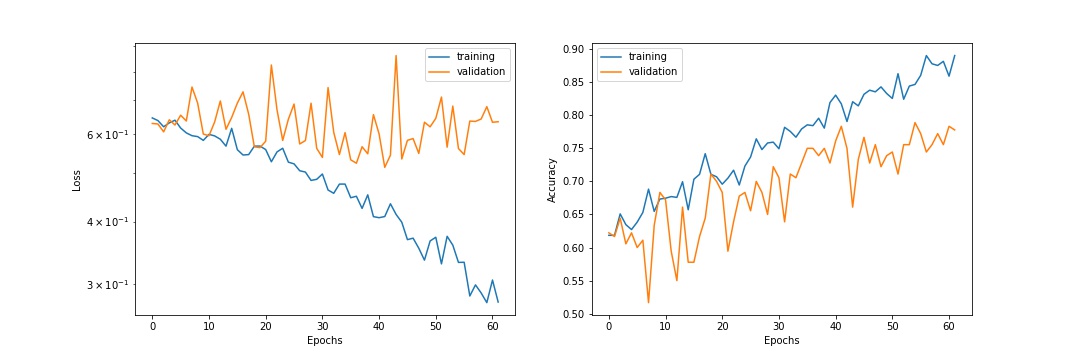 training
validation
6 × 10⁻¹
4 × 10⁻¹
3 × 10⁻¹
Loss
0 10 20 30 40 50 60
Epochs
training
validation
0.90
0.85
0.80
0.75
0.70
0.65
0.60
0.55
0.50
Accuracy
0 10 20 30 40 50 60
Epochs